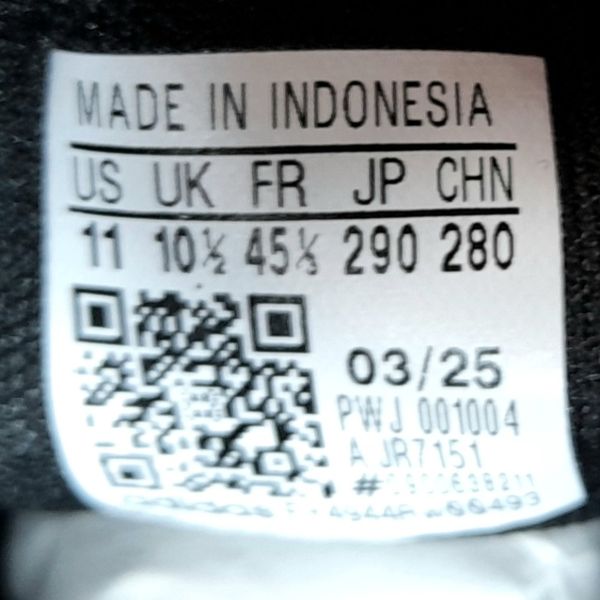 MADE IN INDONESIA
US UK FR JP CHN
11 10½ 45⅓ 290 280
03/25
PWJ 001004
A JR7151